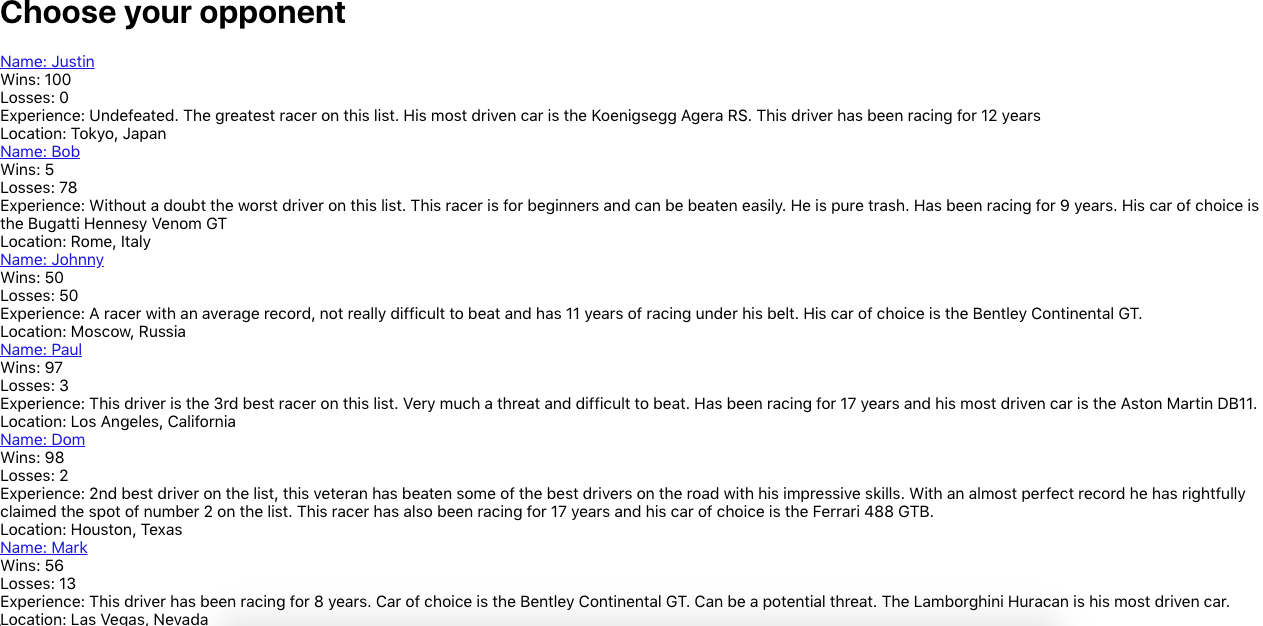 Choose your opponent
Name: Justin
Wins: 100
Losses: 0
Experience: Undefeated. The greatest racer on this list. His most driven car is the Koenigsegg Agera RS. This driver has been racing for 12 years
Location: Tokyo, Japan
Name: Bob
Wins: 5
Losses: 78
Experience: Without a doubt the worst driver on this list. This racer is for beginners and can be beaten easily. He is pure trash. Has been racing for 9 years. His car of choice is
the Bugatti Hennesy Venom GT
Location: Rome, Italy
Name: Johnny
Wins: 50
Losses: 50
Experience: A racer with an average record, not really difficult to beat and has 11 years of racing under his belt. His car of choice is the Bentley Continental GT.
Location: Moscow, Russia
Name: Paul
Wins: 97
Losses: 3
Experience: This driver is the 3rd best racer on this list. Very much a threat and difficult to beat. Has been racing for 17 years and his most driven car is the Aston Martin DB11.
Location: Los Angeles, California
Name: Dom
Wins: 98
Losses: 2
Experience: 2nd best driver on the list, this veteran has beaten some of the best drivers on the road with his impressive skills. With an almost perfect record he has rightfully
claimed the spot of number 2 on the list. This racer has also been racing for 17 years and his car of choice is the Ferrari 488 GTB.
Location: Houston, Texas
Name: Mark
Wins: 56
Losses: 13
Experience: This driver has been racing for 8 years. Car of choice is the Bentley Continental GT. Can be a potential threat. The Lamborghini Huracan is his most driven car.
Location: Las Vegas, Nevada